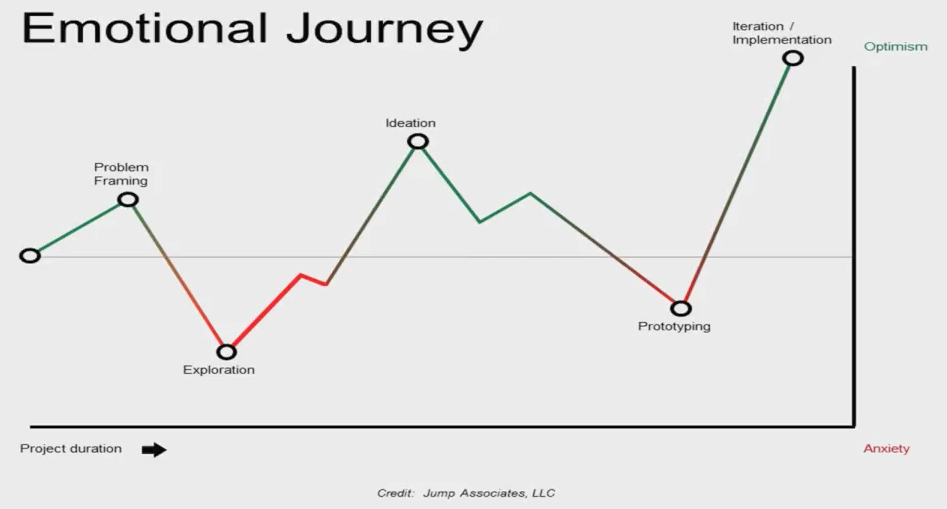 Emotional Journey
Iteration /
Implementation
Optimism
Ideation
Problem
Framing
Prototyping
Exploration
Project duration
Anxiety
Credit: Jump Associates, LLC